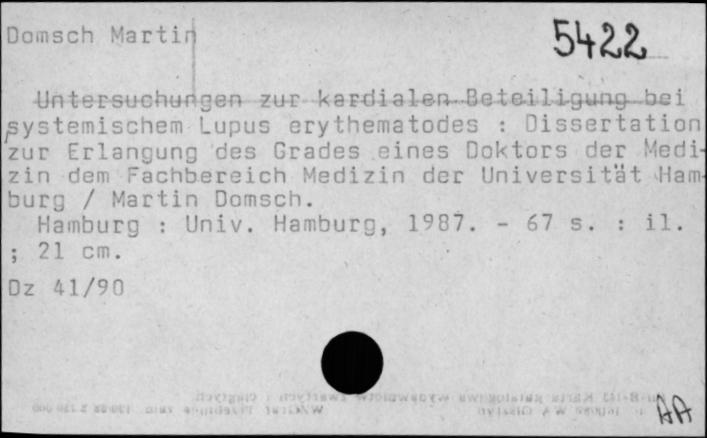 Domsch Martin
5422
Untersuchungen zur kardialen Beteiligung bei
systemischem Lupus erythematodes : Dissertation
zur Erlangung des Grades eines Doktors der Medi-
zin dem Fachbereich Medizin der Universität Ham-
burg / Martin Domsch.
Hamburg : Univ. Hamburg, 1987. - 67 s. : il.
; 21 cm.
Dz 41/90
AA